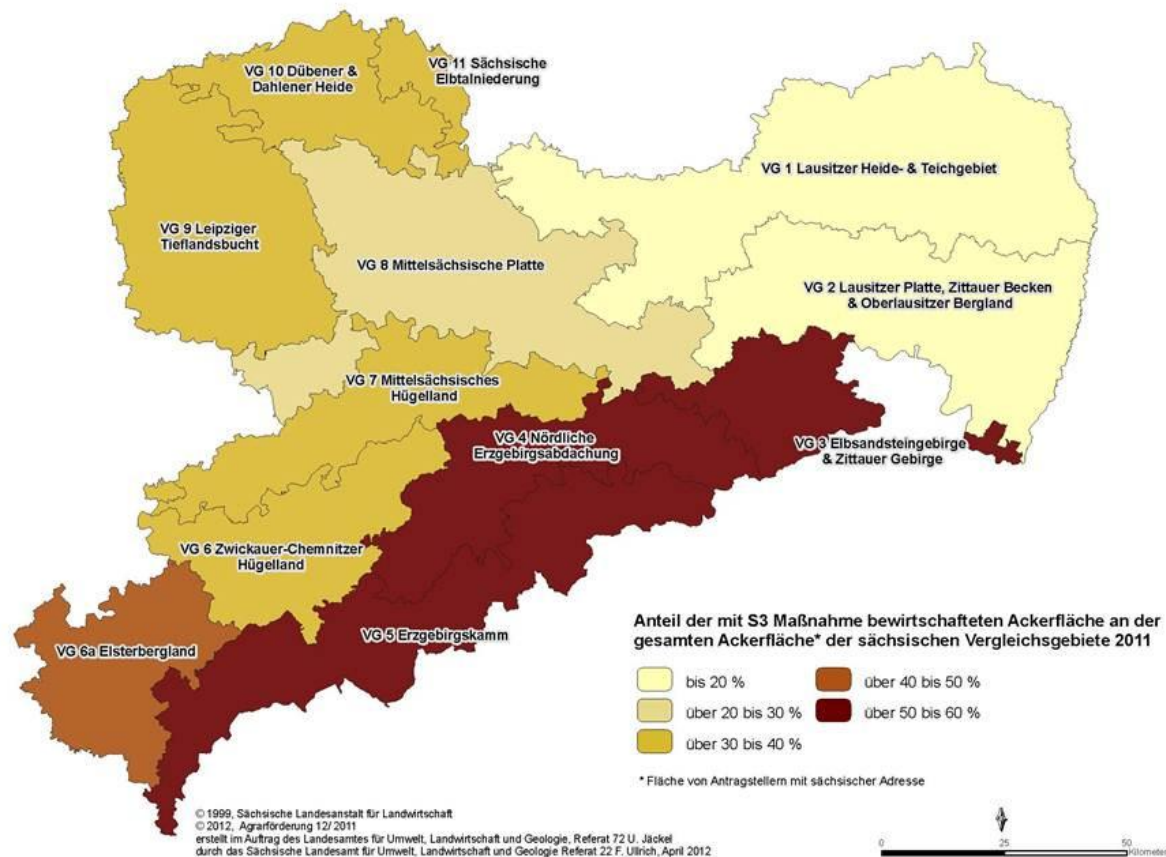 VG 10 Dübener &
Dahlener Heide
VG 11 Sächsische
Elbtalniederung
VG 1 Lausitzer Heide- & Teichgebiet
VG 9 Leipziger
Tieflandsbucht
VG 8 Mittelsächsische Platte
VG 2 Lausitzer Platte, Zittauer Becken
& Oberlausitzer Bergland
VG 7 Mittelsächsisches
Hügelland
VG 4 Nördliche
Erzgebirgsabdachung
VG 3 Elbsandsteingebirge
& Zittauer Gebirge
VG 6 Zwickauer-Chemnitzer
Hügelland
VG 5 Erzgebirgskamm
VG 6a Elsterbergland
Anteil der mit S3 Maßnahme bewirtschafteten Ackerfläche an der
gesamten Ackerfläche* der sächsischen Vergleichsgebiete 2011
bis 20 %
über 20 bis 30 %
über 30 bis 40 %
über 40 bis 50 %
über 50 bis 60 %
* Fläche von Antragstellern mit sächsischer Adresse
© 1999, Sächsische Landesanstalt für Landwirtschaft
© 2012, Agrarförderung 12/ 2011
erstellt im Auftrag des Landesamtes für Umwelt, Landwirtschaft und Geologie, Referat 72 U. Jäckel
durch das Sächsische Landesamt für Umwelt, Landwirtschaft und Geologie Referat 22 F. Ullrich, April 2012
0 25 50
Kilometer